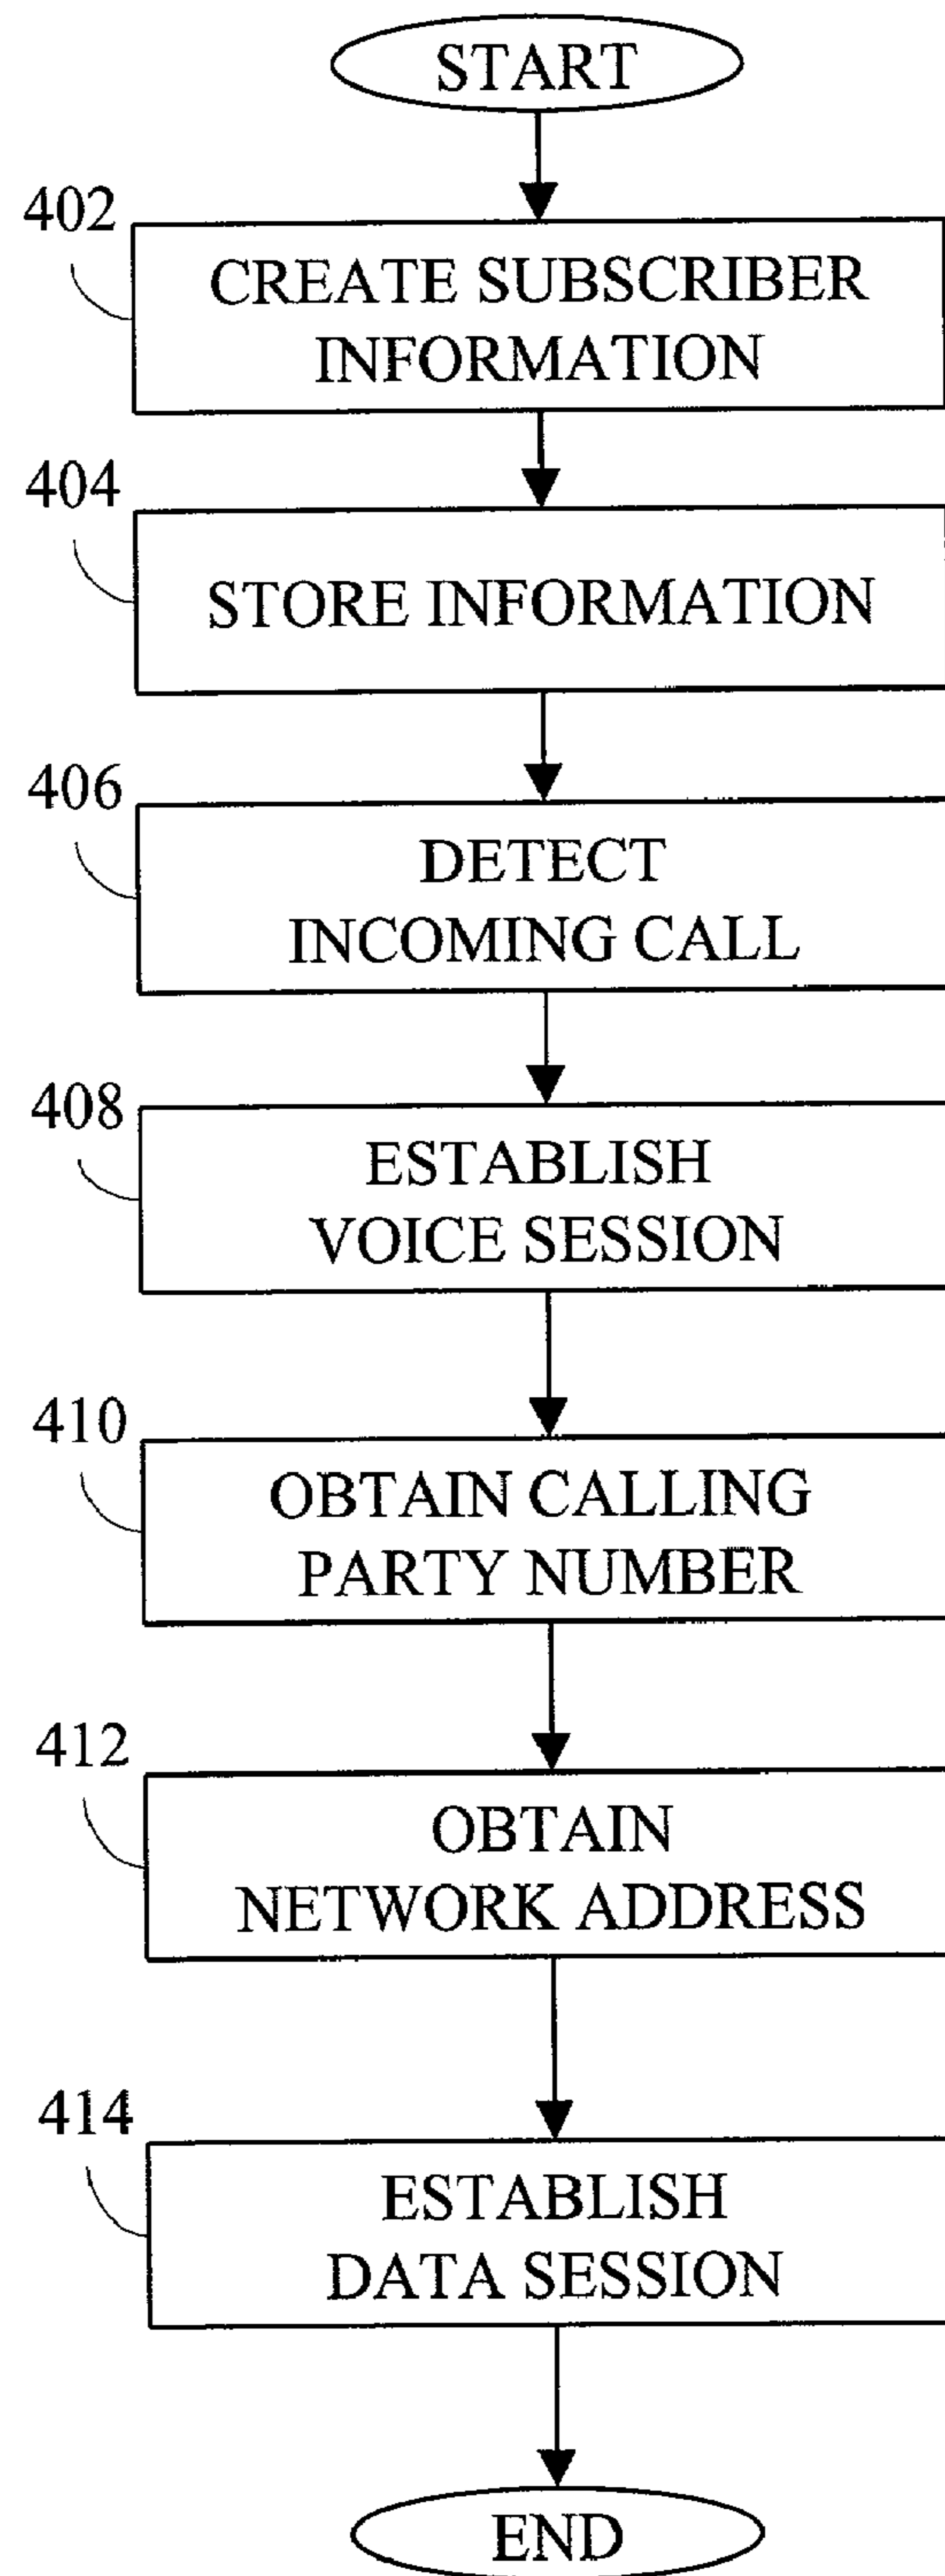 START
402
CREATE SUBSCRIBER
INFORMATION
404
STORE INFORMATION
406
DETECT
INCOMING CALL
408
ESTABLISH
VOICE SESSION
410
OBTAIN CALLING
PARTY NUMBER
412
OBTAIN
NETWORK ADDRESS
414
ESTABLISH
DATA SESSION
END